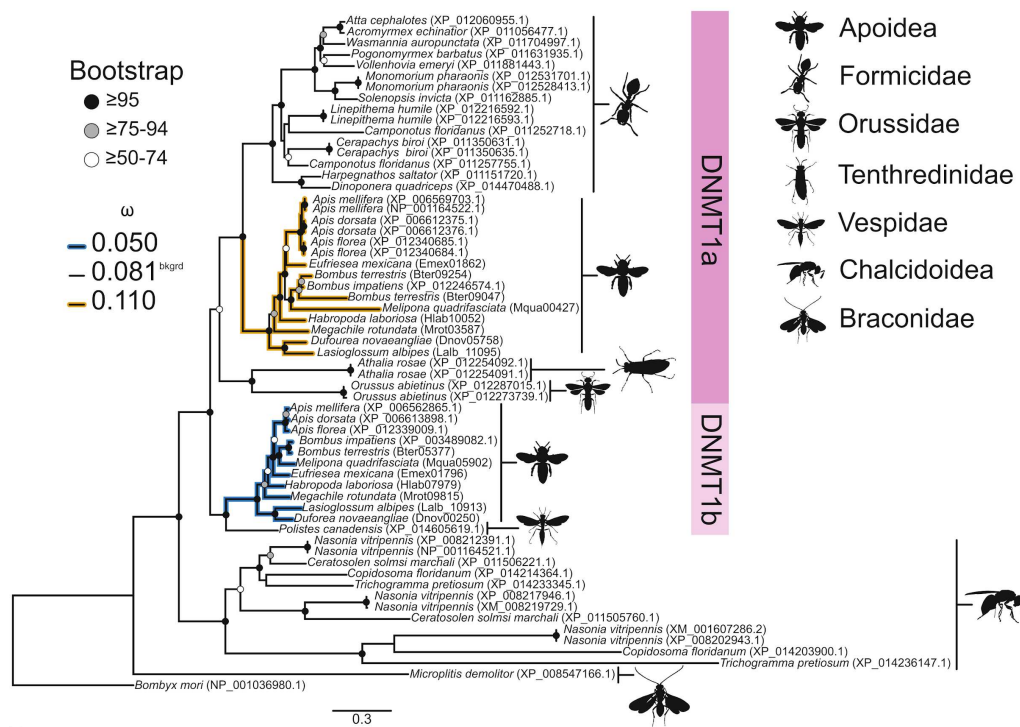 Bootstrap
≥95
≥75-94
≥50-74
ω
0.050
0.081 bkgrd
0.110
Atta cephalotes (XP_012060955.1)
Acromyrmex echinatior (XP_011056477.1)
Wasmannia auropunctata (XP_011704997.1)
Pogonomyrmex barbatus (XP_011631935.1)
Vollenhovia emeryi (XP_011881443.1)
Monomorium pharaonis (XP_012531701.1)
Monomorium pharaonis (XP_012528413.1)
Solenopsis invicta (XP_011162885.1)
Linepithema humile (XP_012216592.1)
Linepithema humile (XP_012216593.1)
Camponotus floridanus (XP_011252718.1)
Cerapachys biroi (XP_011350631.1)
Cerapachys biroi (XP_011350635.1)
Camponotus floridanus (XP_011257755.1)
Harpegnathos saltator (XP_011151720.1)
Dinoponera quadriceps (XP_014470488.1)
Apis mellifera (XP_006569703.1)
Apis mellifera (NP_001164522.1)
Apis dorsata (XP_006612375.1)
Apis dorsata (XP_006612376.1)
Apis florea (XP_012340685.1)
Apis florea (XP_012340684.1)
Eufriesea mexicana (Emex01862)
Bombus terrestris (Bter09254)
Bombus impatiens (XP_012246574.1)
Bombus terrestris (Bter09047)
Melipona quadrifasciata (Mqua00427)
Habropoda laboriosa (Hlab10052)
Megachile rotundata (Mrot03587)
Dufourea novaeangliae (Dnov05758)
Lasioglossum albipes (Lalb_11095)
Athalia rosae (XP_012254092.1)
Athalia rosae (XP_012254091.1)
Orussus abietinus (XP_012287015.1)
Orussus abietinus (XP_012273739.1)
Apis mellifera (XP_006562865.1)
Apis dorsata (XP_006613898.1)
Apis florea (XP_012339009.1)
Bombus impatiens (XP_003489082.1)
Bombus terrestris (Bter05377)
Melipona quadrifasciata (Mqua05902)
Eufriesea mexicana (Emex01796)
Habropoda laboriosa (Hlab07979)
Megachile rotundata (Mrot09815)
Lasioglossum albipes (Lalb_10913)
Duforea novaeangliae (Dnov00250)
Polistes canadensis (XP_014605619.1)
Nasonia vitripennis (XP_008212391.1)
Nasonia vitripennis (NP_001164521.1)
Ceratosolen solmsi marchali (XP_011506221.1)
Copidosoma floridanum (XP_014214364.1)
Trichogramma pretiosum (XP_014233345.1)
Nasonia vitripennis (XP_008217946.1)
Nasonia vitripennis (XM_008219729.1)
Ceratosolen solmsi marchali (XP_011505760.1)
Nasonia vitripennis (XM_001607286.2)
Nasonia vitripennis (XP_008202943.1)
Copidosoma floridanum (XP_014203900.1)
Trichogramma pretiosum (XP_014236147.1)
Microplitis demolitor (XP_008547166.1)
Bombyx mori (NP_001036980.1)
0.3
DNMT1a
DNMT1b
Apoidea
Formicidae
Orussidae
Tenthredinidae
Vespidae
Chalcidoidea
Braconidae